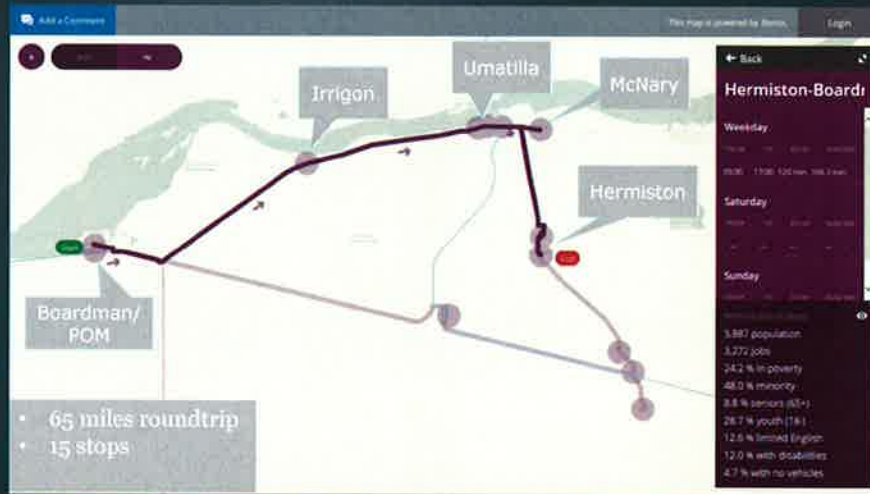 Add a Comment
This map is powered by Remix.
Login
Back
Hermiston-Board
Weekday
Saturday
Sunday
5,887 population
3,272 jobs
24.2 % in poverty
48.0 % minority
8.8 % seniors (65+)
28.7 % youth (18-)
12.6 % limited English
12.0 % with disabilities
4.7 % with no vehicles
Irrigon
Umatilla
McNary
Hermiston
Boardman/
POM
• 65 miles roundtrip
• 15 stops